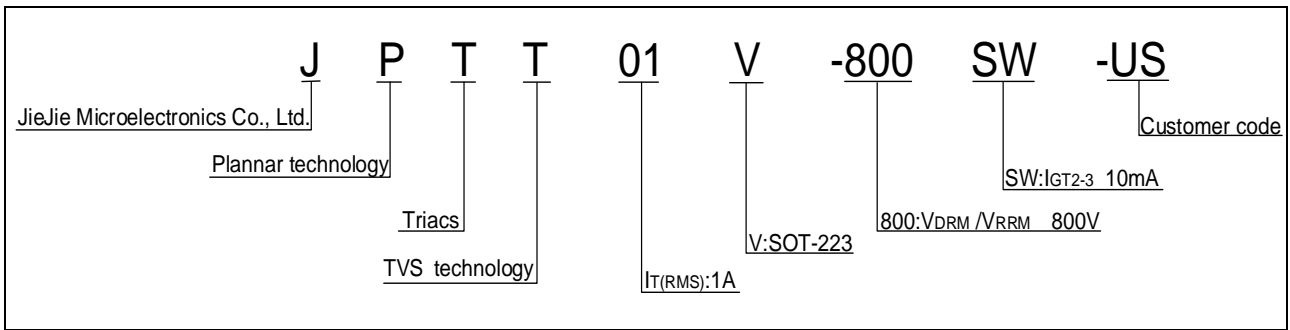 J P T T 01 V -800 SW -US
JieJie Microelectronics Co., Ltd.
Customer code
Plannar technology
SW:IGT2-3 10mA
Triacs
800:VDRM /VRRM 800V
V:SOT-223
TVS technology
IT(RMS):1A